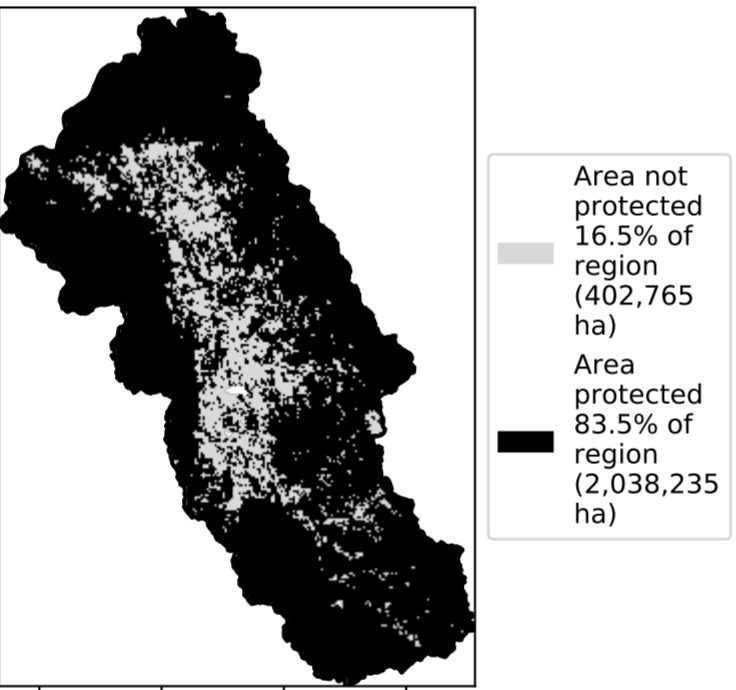 Area not
protected
16.5% of
region
(402,765
ha)
Area
protected
83.5% of
region
(2,038,235
ha)